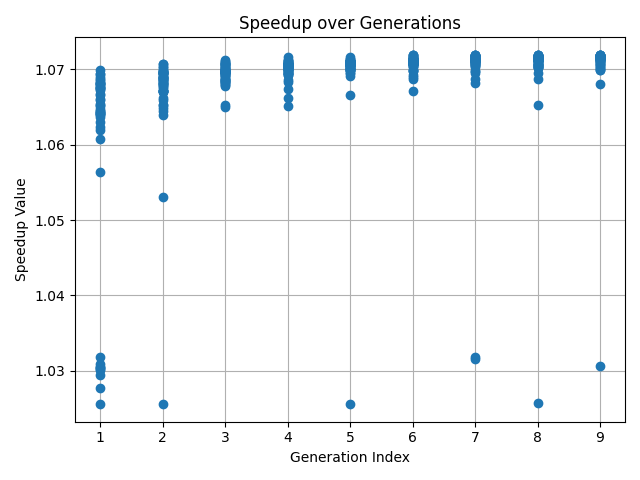 Speedup over Generations
Speedup Value
1.07
1.06
1.05
1.04
1.03
1 2 3 4 5 6 7 8 9
Generation Index